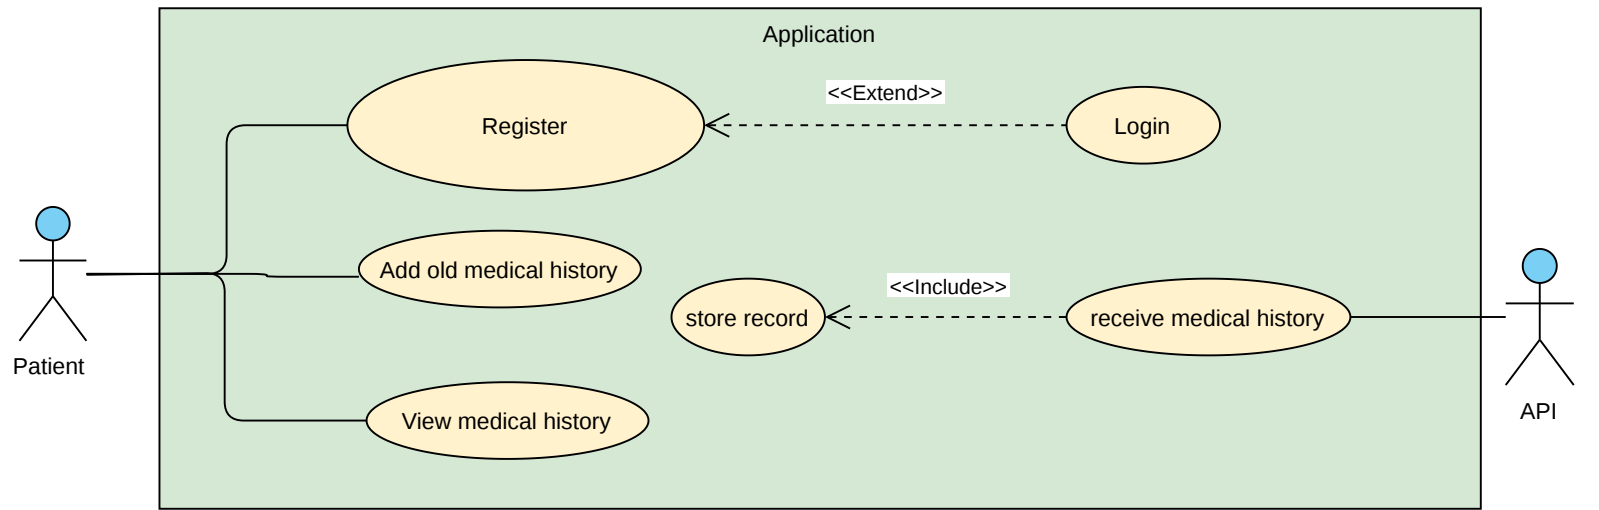 Application
<<Extend>>
Register
Login
Add old medical history
<<Include>>
store record
receive medical history
Patient
API
View medical history